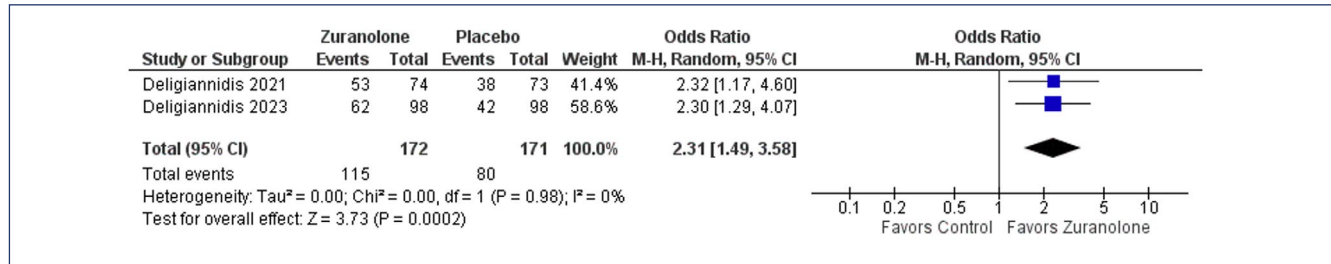 Zuranolone Placebo Odds Ratio Odds Ratio
Study or Subgroup Events Total Events Total Weight M-H, Random, 95% CI M-H, Random, 95% CI
Deligiannidis 2021 53 74 38 73 41.4% 2.32 [1.17, 4.60]
Deligiannidis 2023 62 98 42 98 58.6% 2.30 [1.29, 4.07]
Total (95% CI) 172 171 100.0% 2.31 [1.49, 3.58]
Total events 115 80
Heterogeneity: Tau² = 0.00; Chi² = 0.00, df = 1 (P = 0.98); I² = 0%
Test for overall effect: Z = 3.73 (P = 0.0002)
0.1 0.2 0.5 1 2 5 10
Favors Control Favors Zuranolone